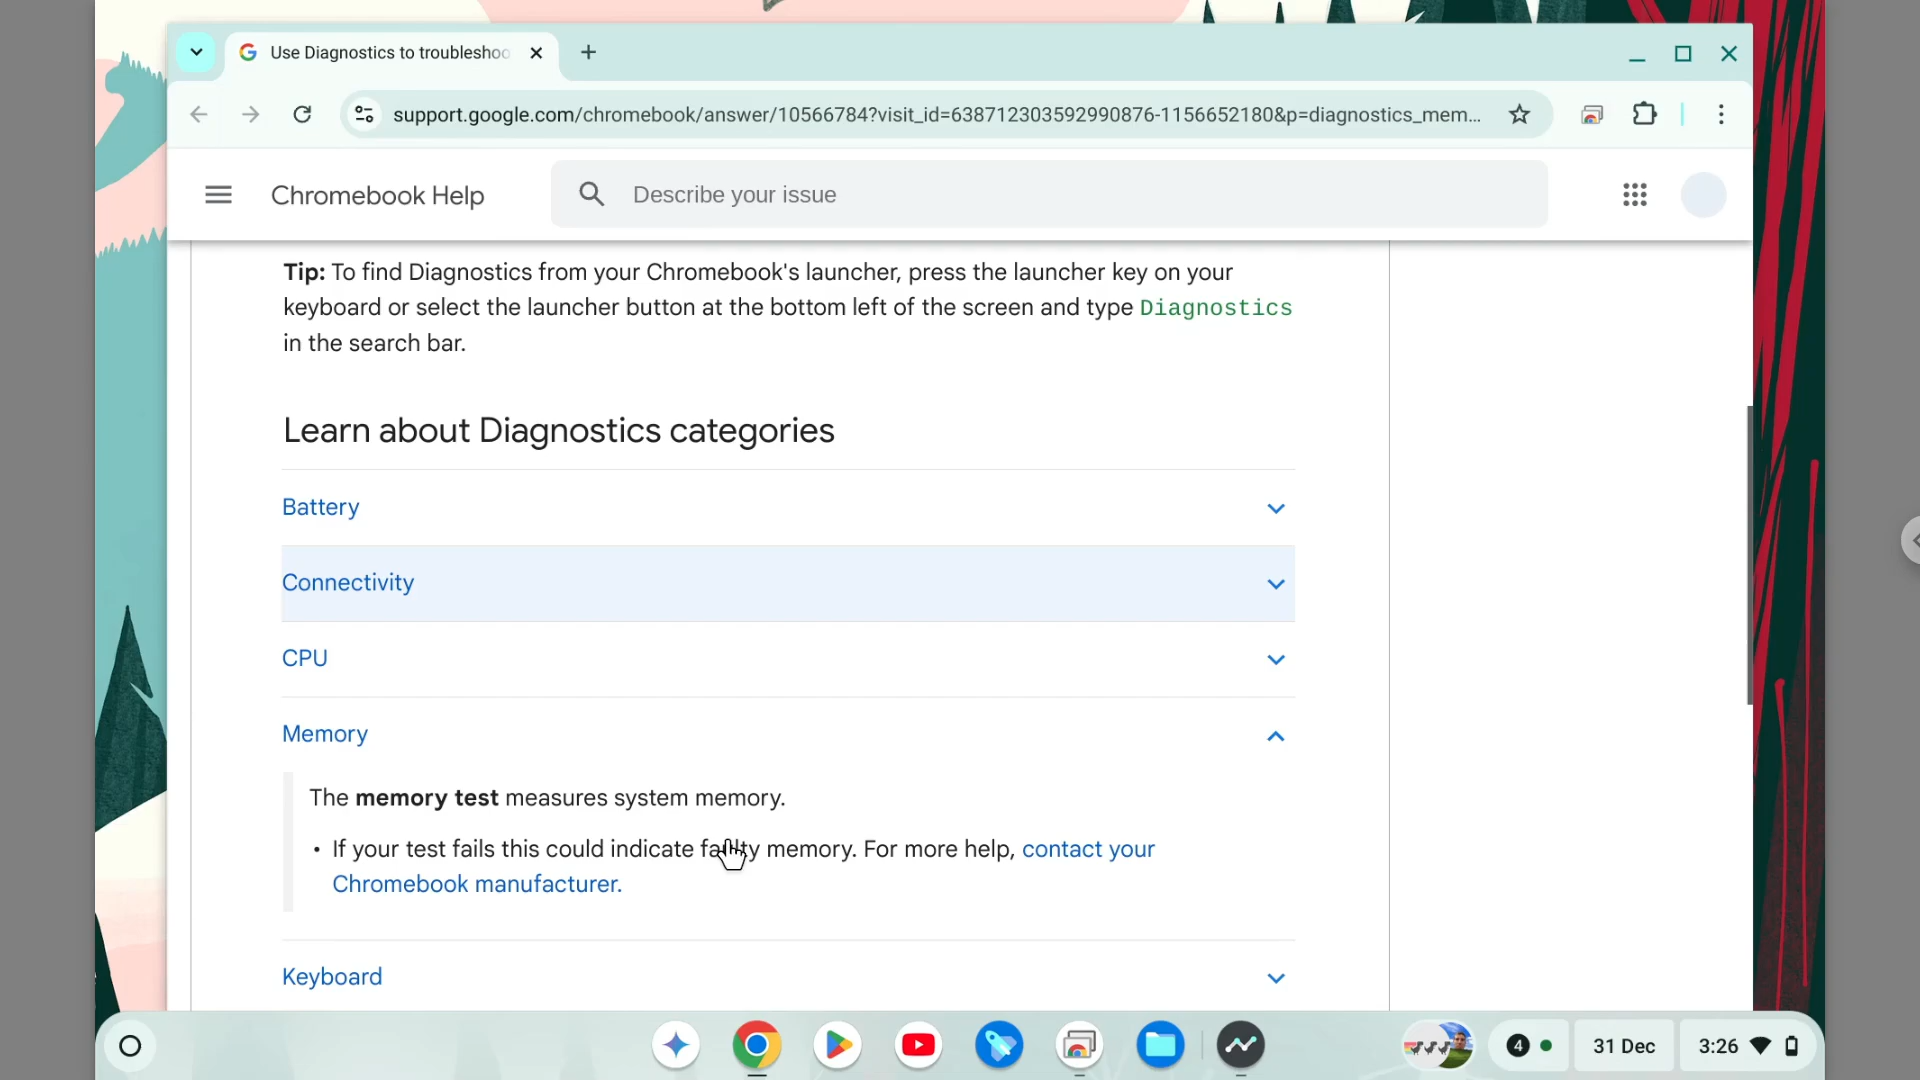 Use Diagnostics to troubleshoo
support.google.com/chromebook/answer/10566784?visit_id=638712303592990876-1156652180&p=diagnostics_mem...
Chromebook Help
Describe your issue
Tip: To find Diagnostics from your Chromebook's launcher, press the launcher key on your
keyboard or select the launcher button at the bottom left of the screen and type Diagnostics
in the search bar.
Learn about Diagnostics categories
Battery
Connectivity
CPU
Memory
The memory test measures system memory.
• If your test fails this could indicate faulty memory. For more help, contact your
Chromebook manufacturer.
Keyboard
4
31 Dec
3:26